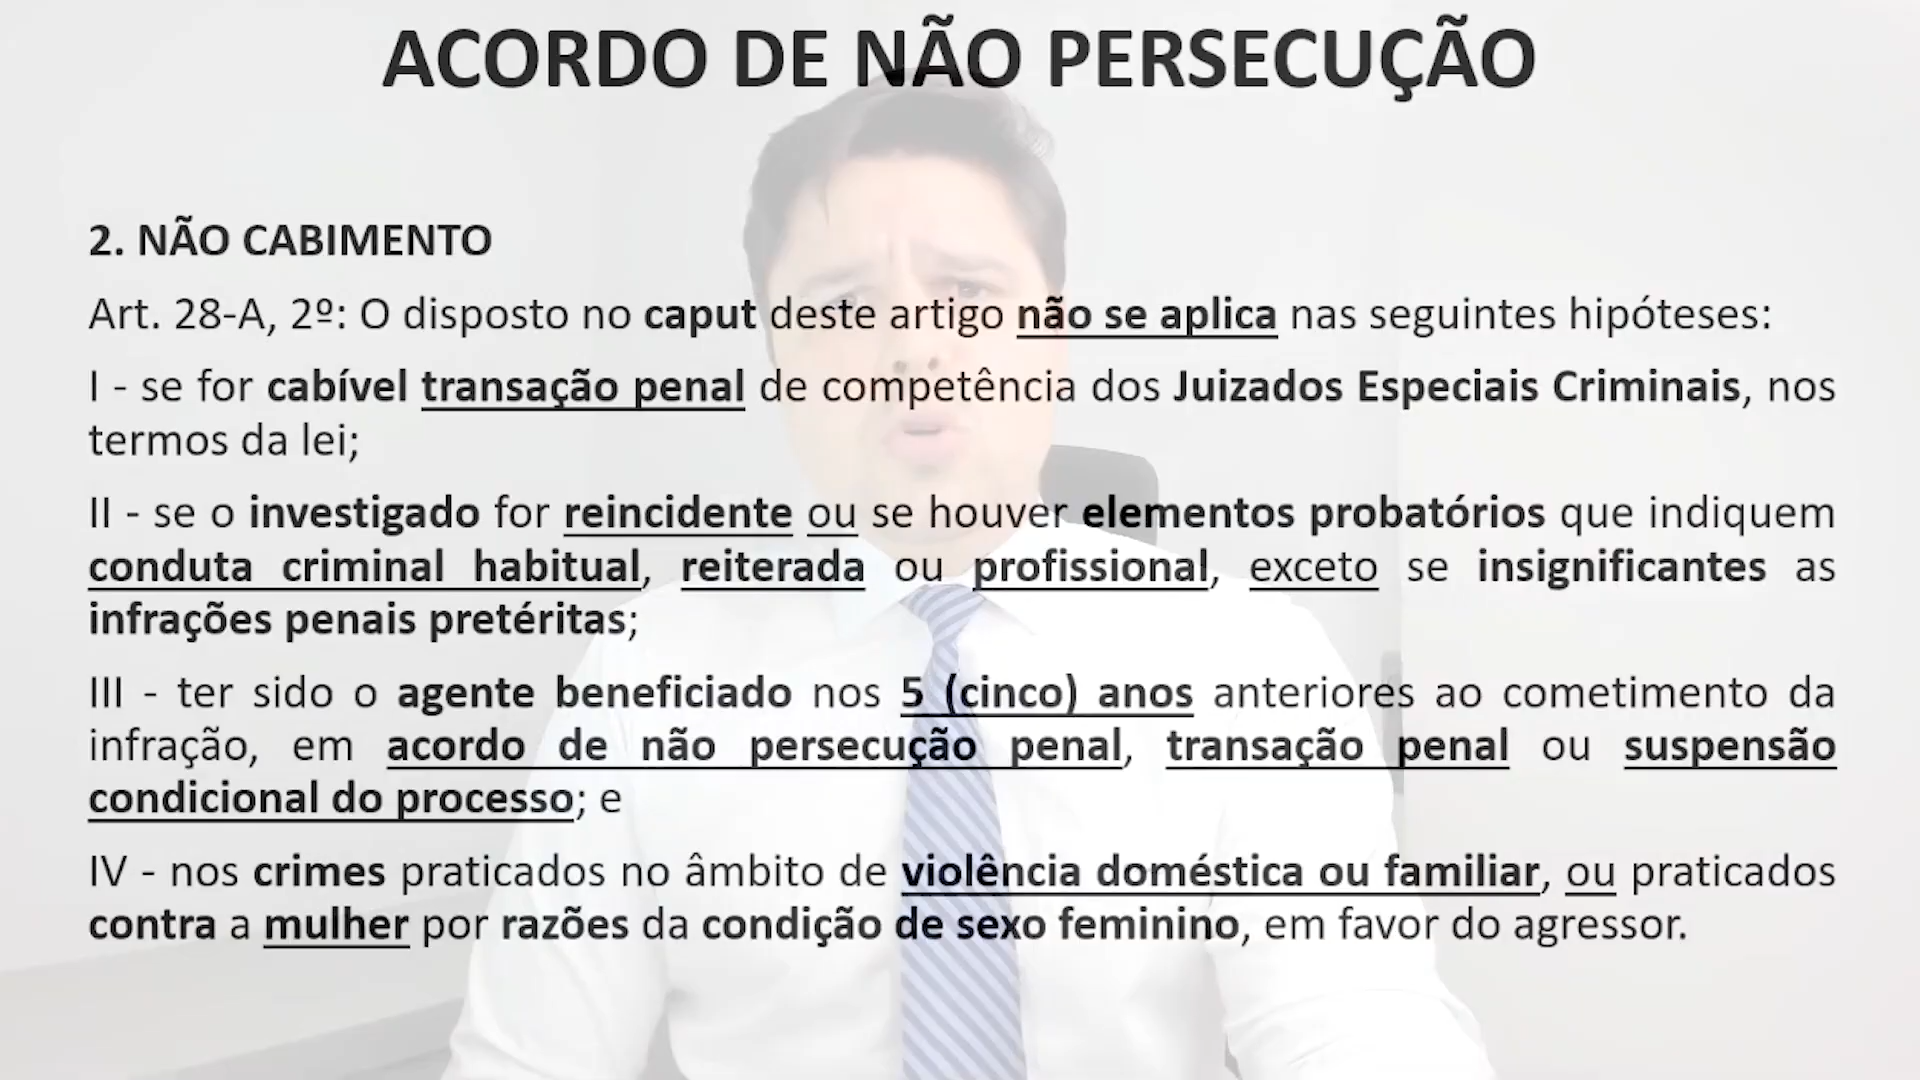 ACORDO DE NÃO PERSECUÇÃO
2. NÃO CABIMENTO
Art. 28-A, 2º: O disposto no caput deste artigo não se aplica nas seguintes hipóteses:
I - se for cabível transação penal de competência dos Juizados Especiais Criminais, nos
termos da lei;
II - se o investigado for reincidente ou se houver elementos probatórios que indiquem
conduta criminal habitual, reiterada ou profissional, exceto se insignificantes as
infrações penais pretéritas;
III - ter sido o agente beneficiado nos 5 (cinco) anos anteriores ao cometimento da
infração, em acordo de não persecução penal, transação penal ou suspensão
condicional do processo; e
IV - nos crimes praticados no âmbito de violência doméstica ou familiar, ou praticados
contra a mulher por razões da condição de sexo feminino, em favor do agressor.